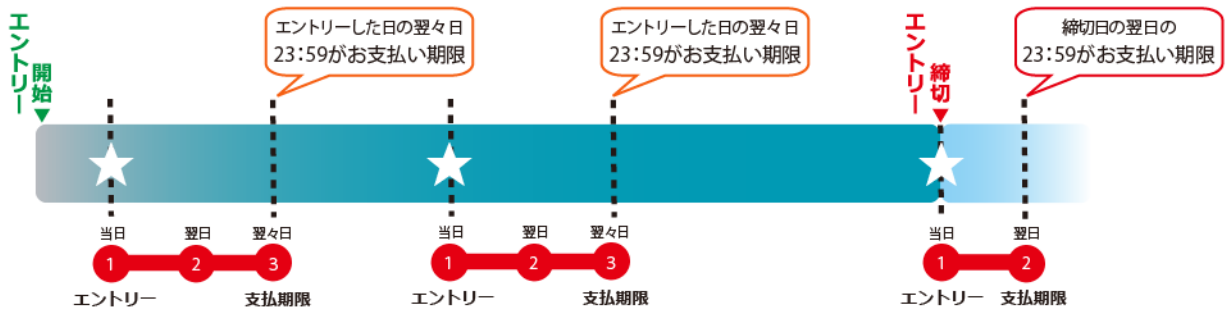 エントリー
開始▼
エントリーした日の翌々日
23:59がお支払い期限
エントリーした日の翌々日
23:59がお支払い期限
エントリー
締切▼
締切日の翌日の
23:59がお支払い期限
当日 翌日 翌々日
1 2 3
エントリー 支払期限
当日 翌日 翌々日
1 2 3
エントリー 支払期限
当日 翌日
1 2
エントリー 支払期限